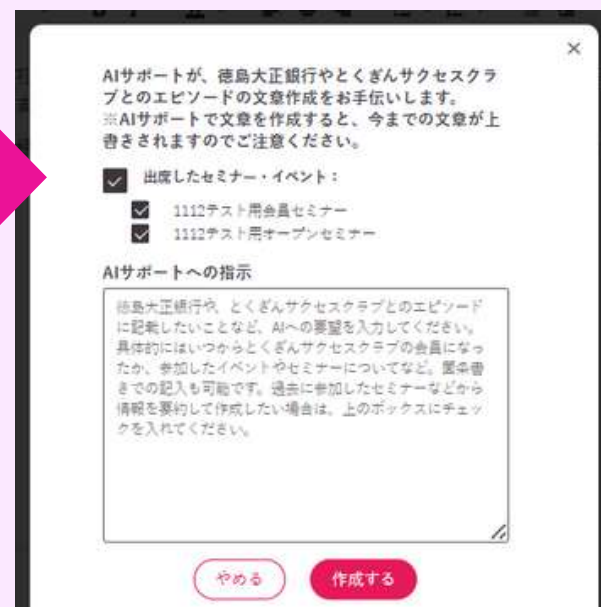 AIサポートが、徳島大正銀行やとくぎんサクセスクラ
ブとのエピソードの文章作成をお手伝いします。
※AIサポートで文章を作成すると、今までの文章が上
書きされますのでご注意ください。
出席したセミナー・イベント：
1112テスト用会員セミナー
1112テスト用オープンセミナー
AIサポートへの指示
徳島大正銀行や、とくぎんサクセスクラブとのエピソード
に記載したいことなど、AIへの要望を入力してください。
具体的にはいつからとくぎんサクセスクラブの会員になっ
たか、参加したイベントやセミナーについてなど。箇条書
きでの記入も可能です。過去に参加したセミナーなどから
情報を要約して作成したい場合は、上のボックスにチェッ
クを入れてください。
やめる
作成する